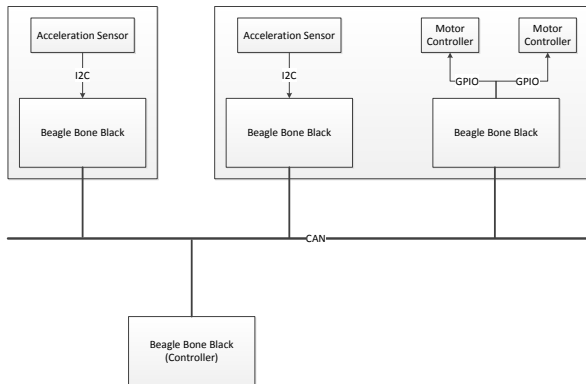 Acceleration Sensor
I2C
Beagle Bone Black
Acceleration Sensor
I2C
Beagle Bone Black
Motor
Controller
Motor
Controller
GPIO
GPIO
Beagle Bone Black
CAN
Beagle Bone Black
(Controller)